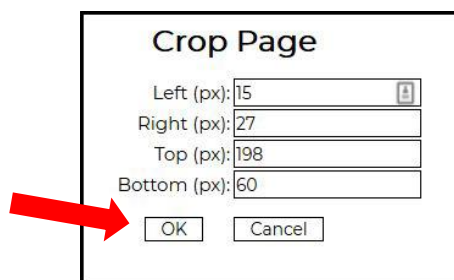 Crop Page
Left (px): 15
Right (px): 27
Top (px): 198
Bottom (px): 60
OK Cancel